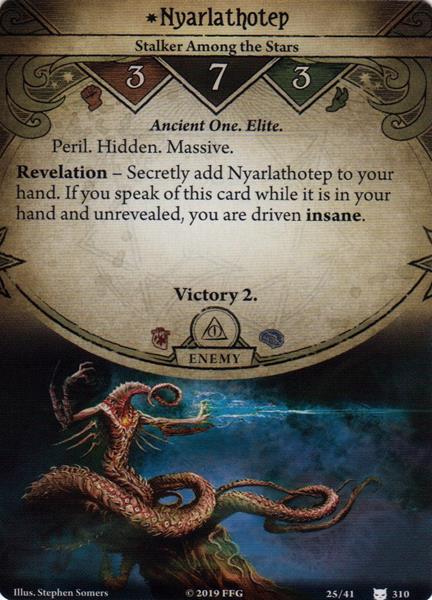 *Nyarlathotep
Stalker Among the Stars
3 7 3
Ancient One. Elite.
Peril. Hidden. Massive.
Revelation – Secretly add Nyarlathotep to your
hand. If you speak of this card while it is in your
hand and unrevealed, you are driven insane.
Victory 2.
ENEMY
Illus. Stephen Somers © 2019 FFG 25/41 310